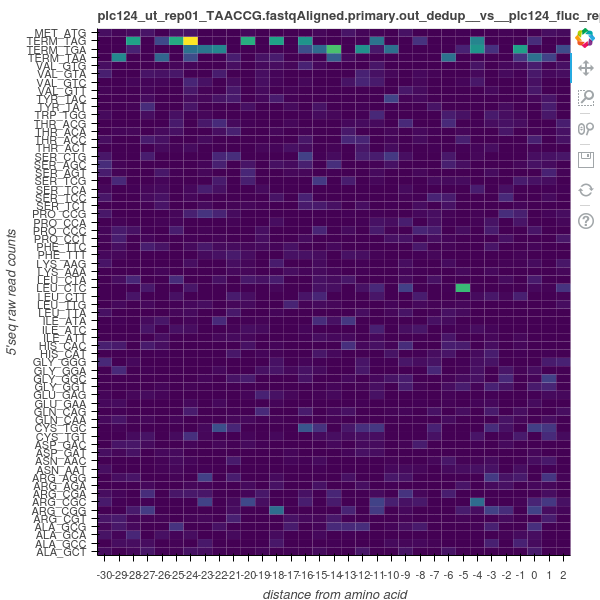 plc124_ut_rep01_TAACCG.fastqAligned.primary.out_dedup__vs__plc124_fluc_re
MET_ATG
TERM_TAG
TERM_TGA
TERM_TAA
VAL_GTG
VAL_GTA
VAL_GTC
VAL_GTT
TYR_TAC
TYR_TAT
TRP_TGG
THR_ACG
THR_ACA
THR_ACC
THR_ACT
SER_CTG
SER_AGC
SER_AGT
SER_TCG
SER_TCA
SER_TCC
SER_TCT
PRO_CCG
PRO_CCA
PRO_CCC
PRO_CCT
PHE_TTC
PHE_TTT
LYS_AAG
LYS_AAA
LEU_CTA
LEU_CTC
LEU_CTT
LEU_TTG
LEU_TTA
ILE_ATA
ILE_ATC
ILE_ATT
HIS_CAC
HIS_CAT
GLY_GGG
GLY_GGA
GLY_GGC
GLY_GGT
GLU_GAG
GLU_GAA
GLN_CAG
GLN_CAA
CYS_TGC
CYS_TGT
ASP_GAC
ASP_GAT
ASN_AAC
ASN_AAT
ARG_AGG
ARG_AGA
ARG_CGA
ARG_CGC
ARG_CGG
ARG_CGT
ALA_GCG
ALA_GCA
ALA_GCC
ALA_GCT
5'seq raw read counts
-30-29-28-27-26-25-24-23-22-21-20-19-18-17-16-15-14-13-12-11-10-9 -8 -7 -6 -5 -4 -3 -2 -1 0 1 2
distance from amino acid